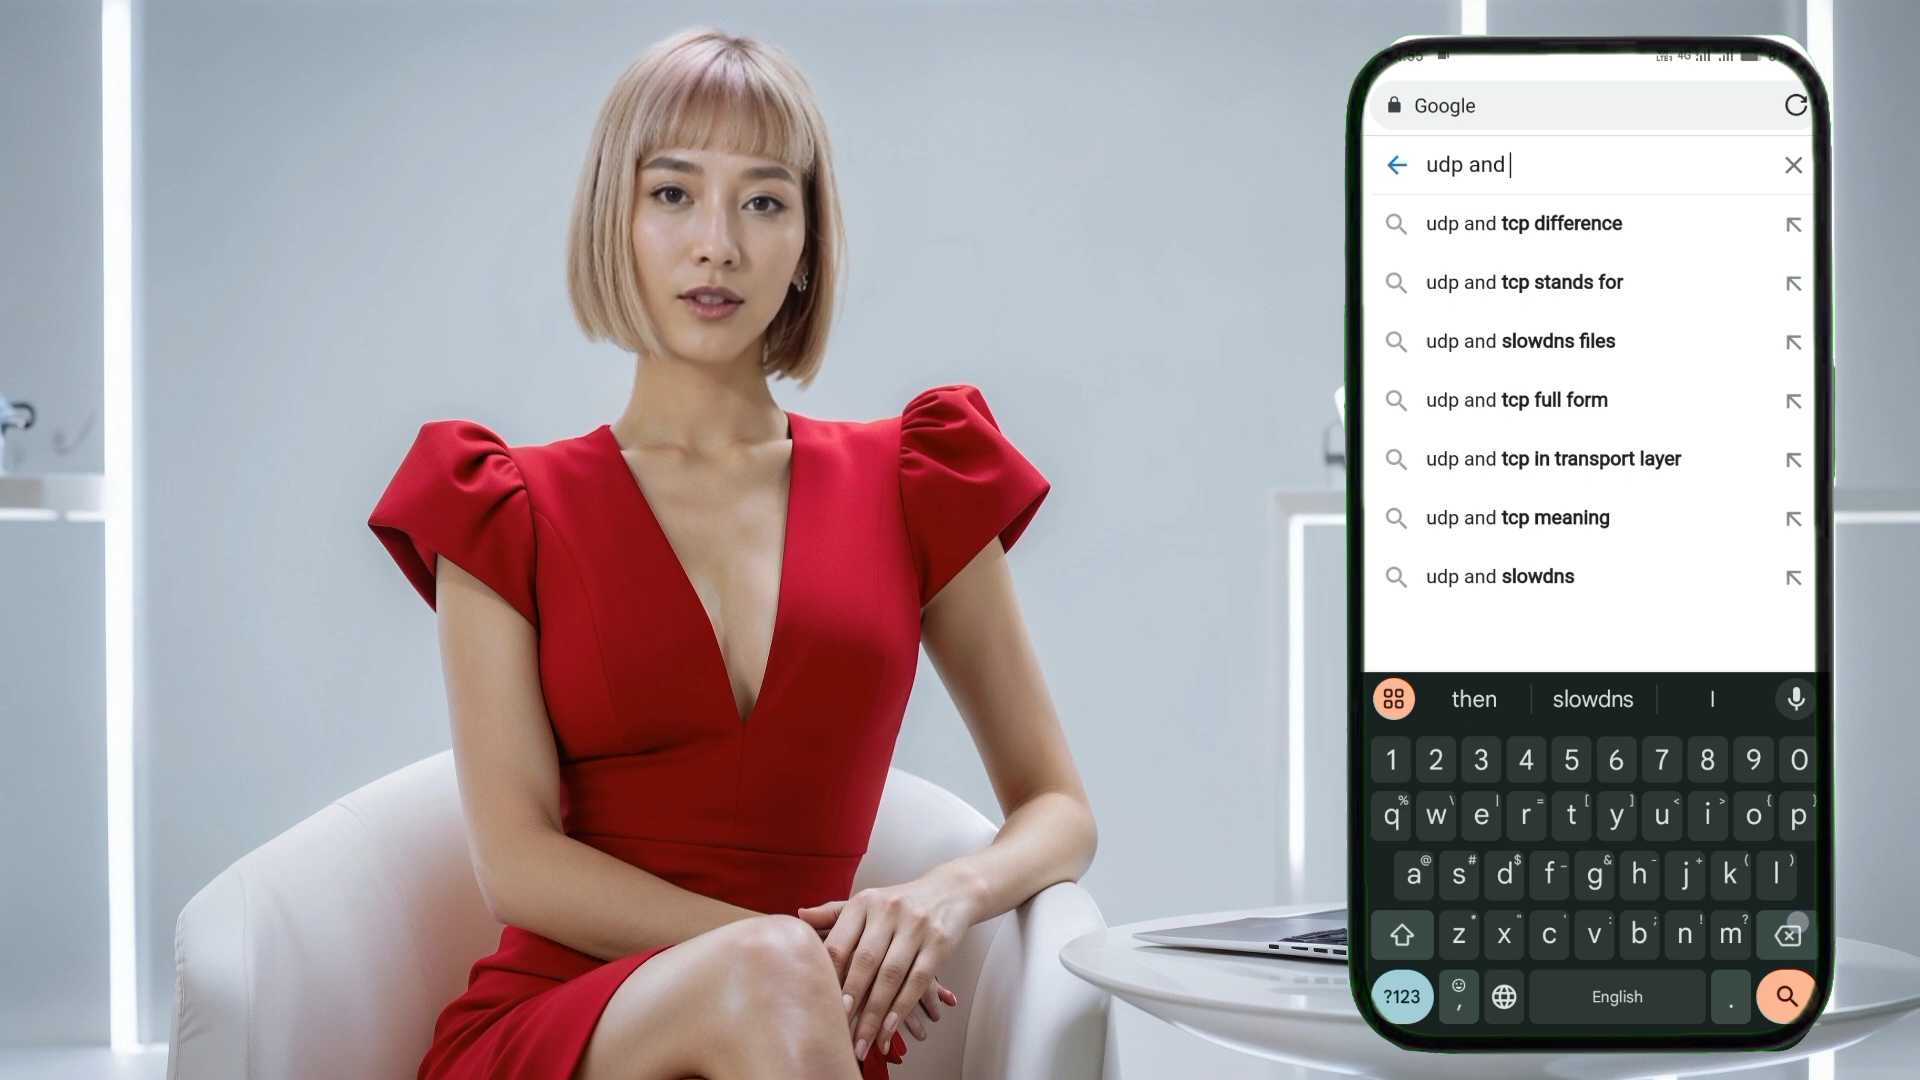 4G
Google
udp and
udp and tcp difference
udp and tcp stands for
udp and slowdns files
udp and tcp full form
udp and tcp in transport layer
udp and tcp meaning
udp and slowdns
then slowdns I
1 2 3 4 5 6 7 8 9 0
q % w \ e | r = t [ y ] u < i > o { p }
a @ s # d $ f _ g & h - j + k ( l )
z * x " c ' v : b ; n ! m ?
?123 , English .